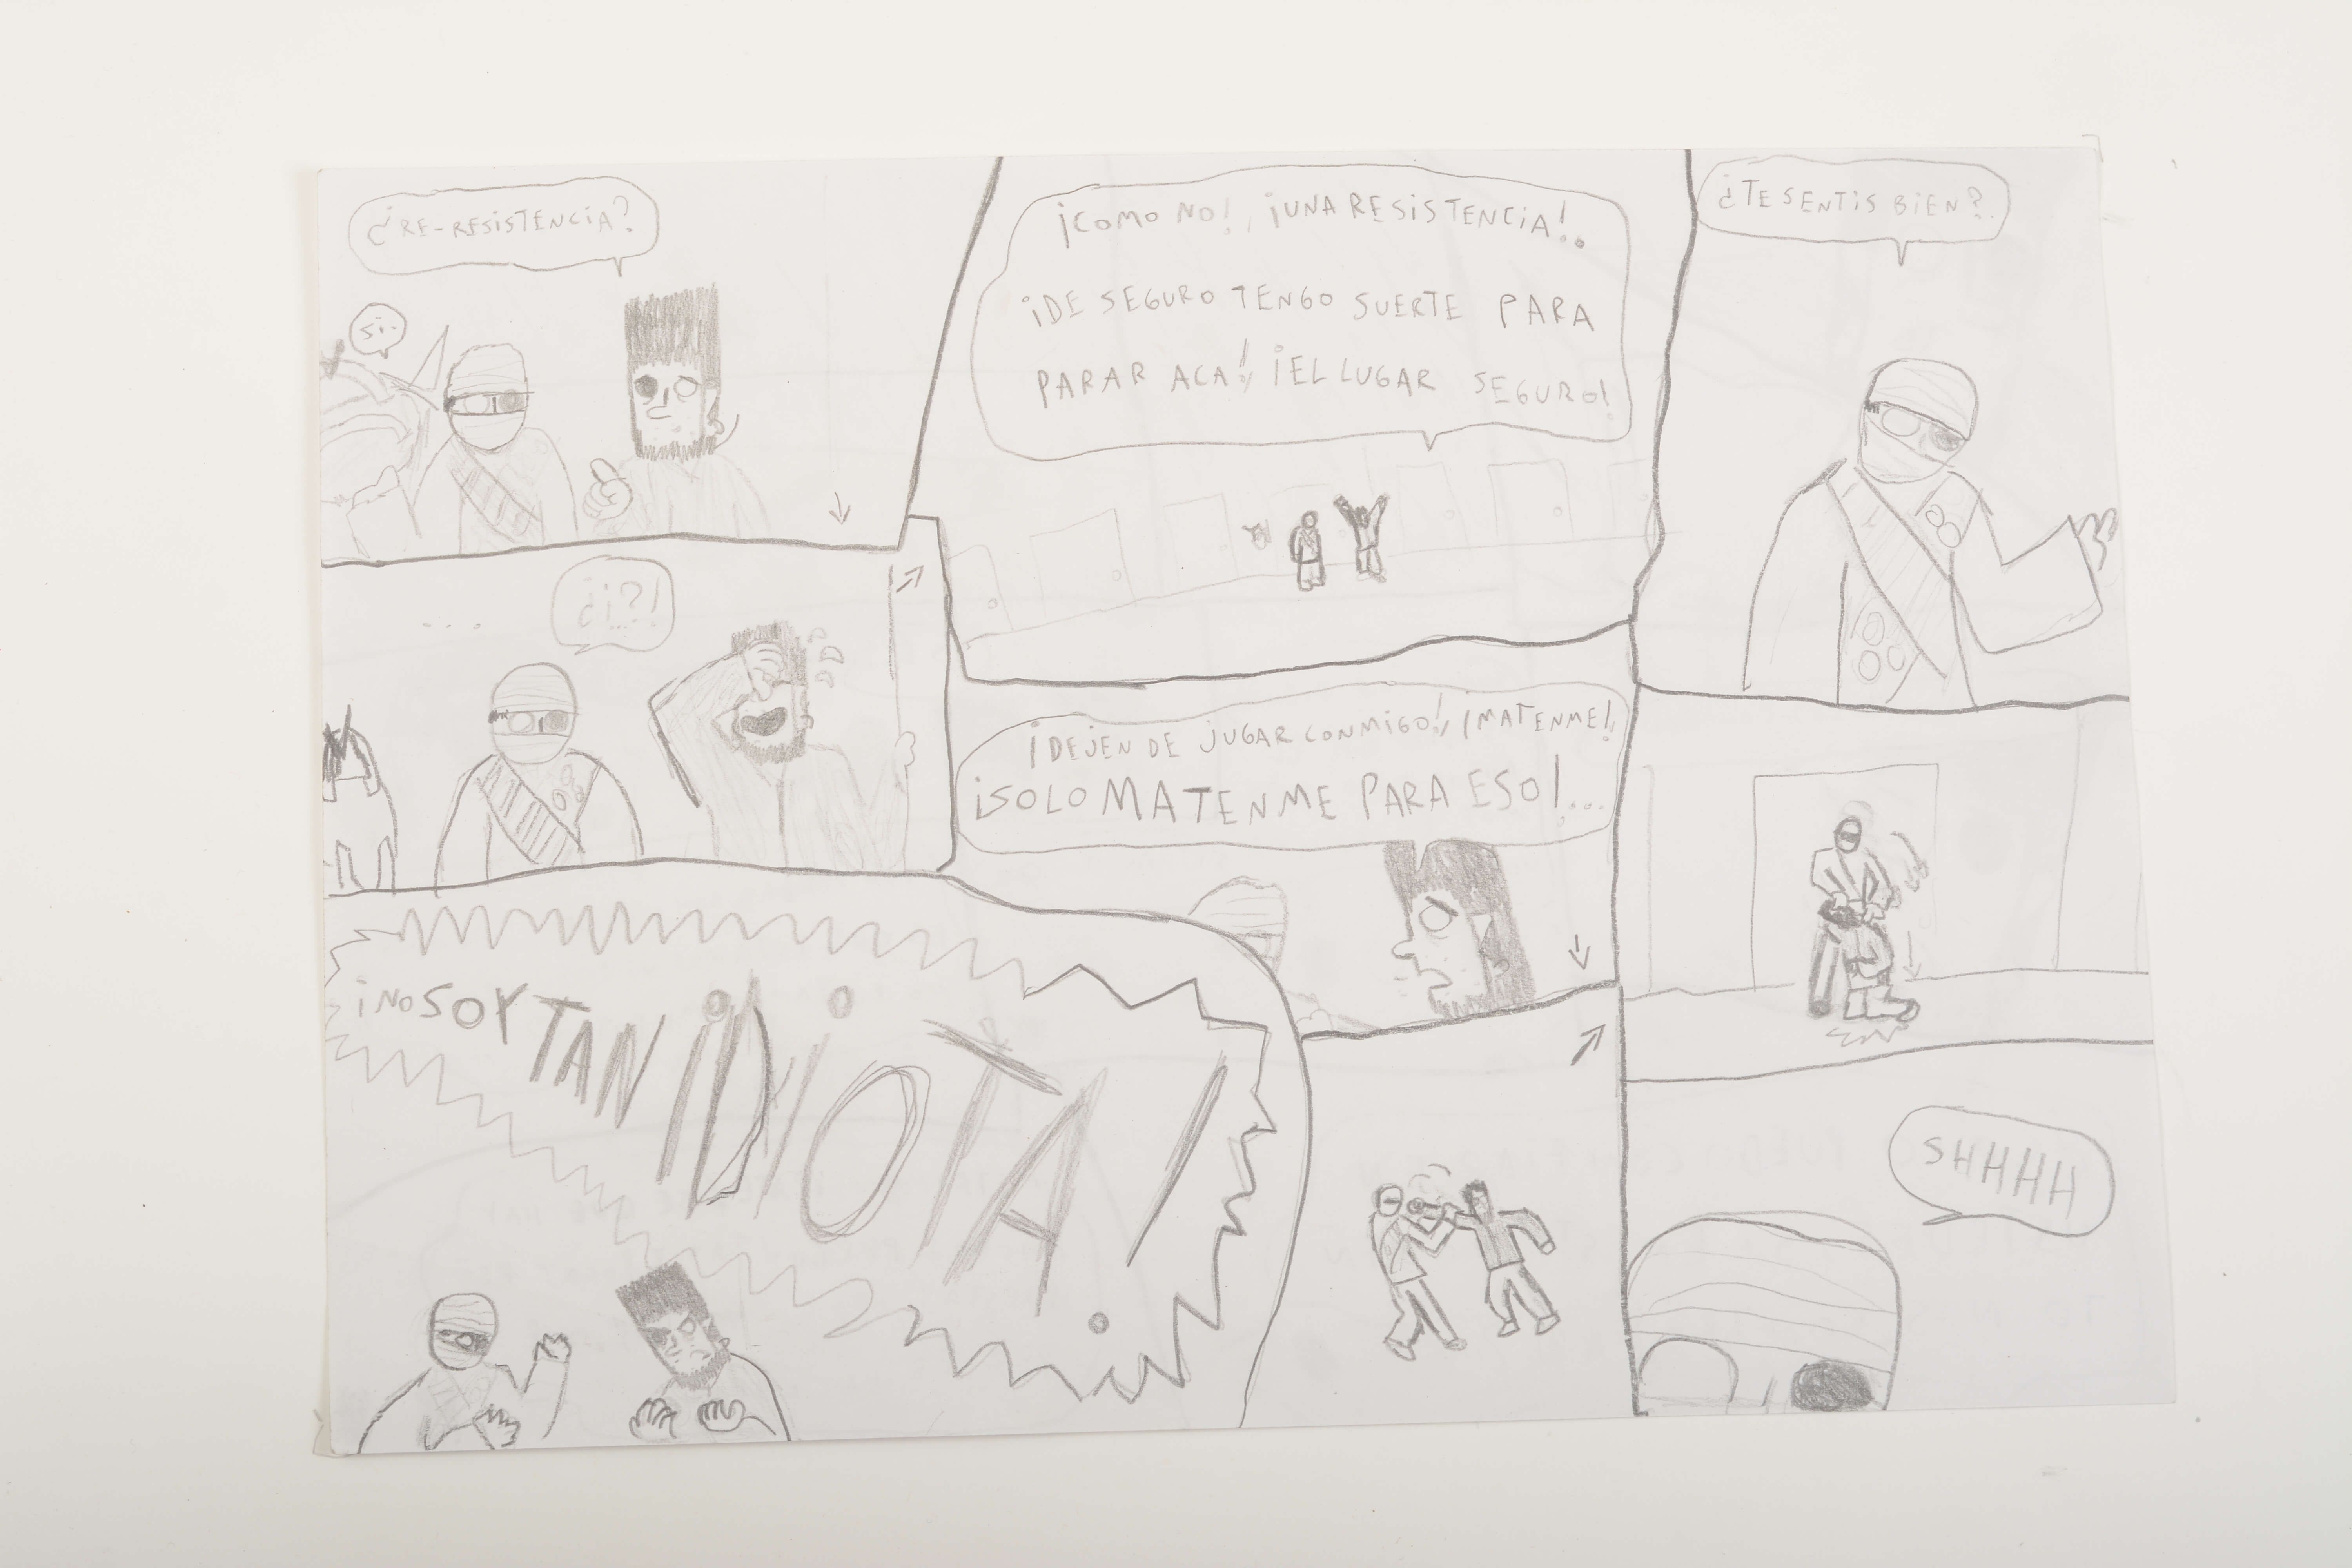 ¿RE-RESiSTENCiA?
Si..
. . .
¿¡..?!
¡COMO NO!, ¡UNA RESiSTENCiA!.
¡DE SEGURO TENGO SUERTE PARA
PARAR ACA!, ¡EL LUGAR SEGURO!
¿TE SENTiS BiEN?
¡DEJEN DE JUGAR CONMiGO!, ¡MATENME!,
¡SOLO MATENME PARA ESO!...
¡NO SOY TAN iDiOTA!
SHHHH